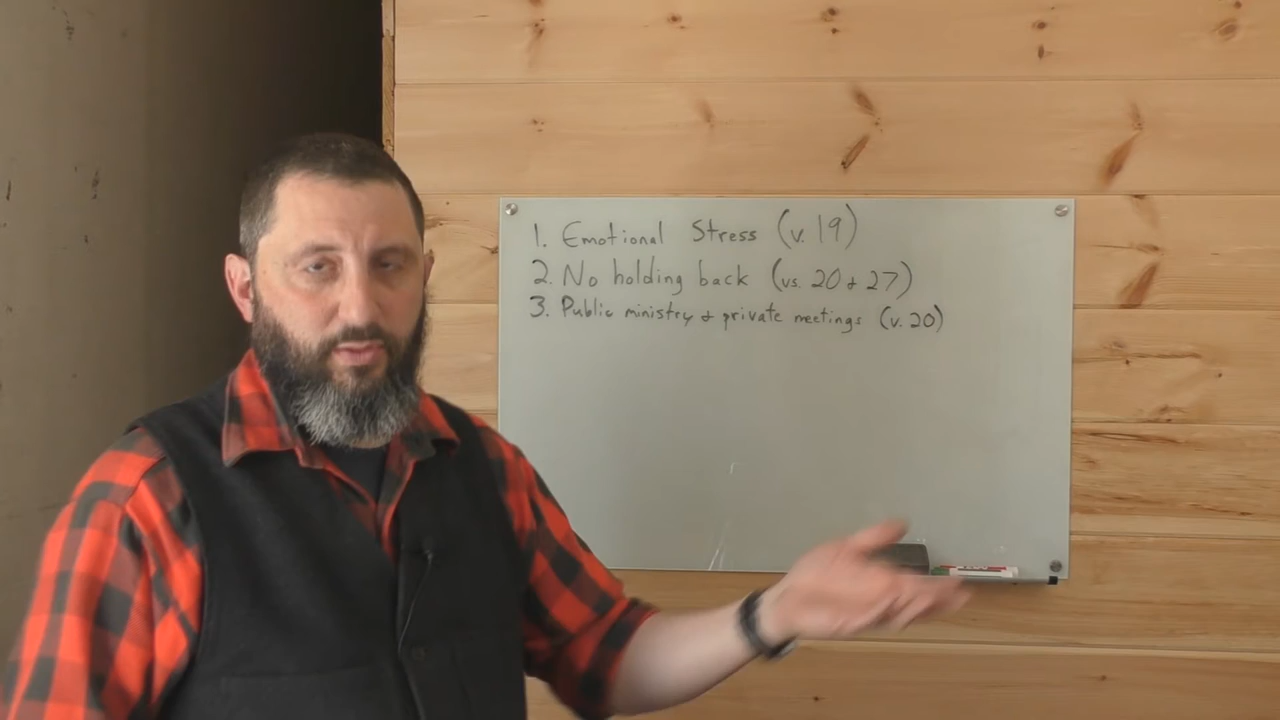 1. Emotional Stress (v. 19)
2. No holding back (vs. 20 + 27)
3. Public ministry + private meetings (v. 20)